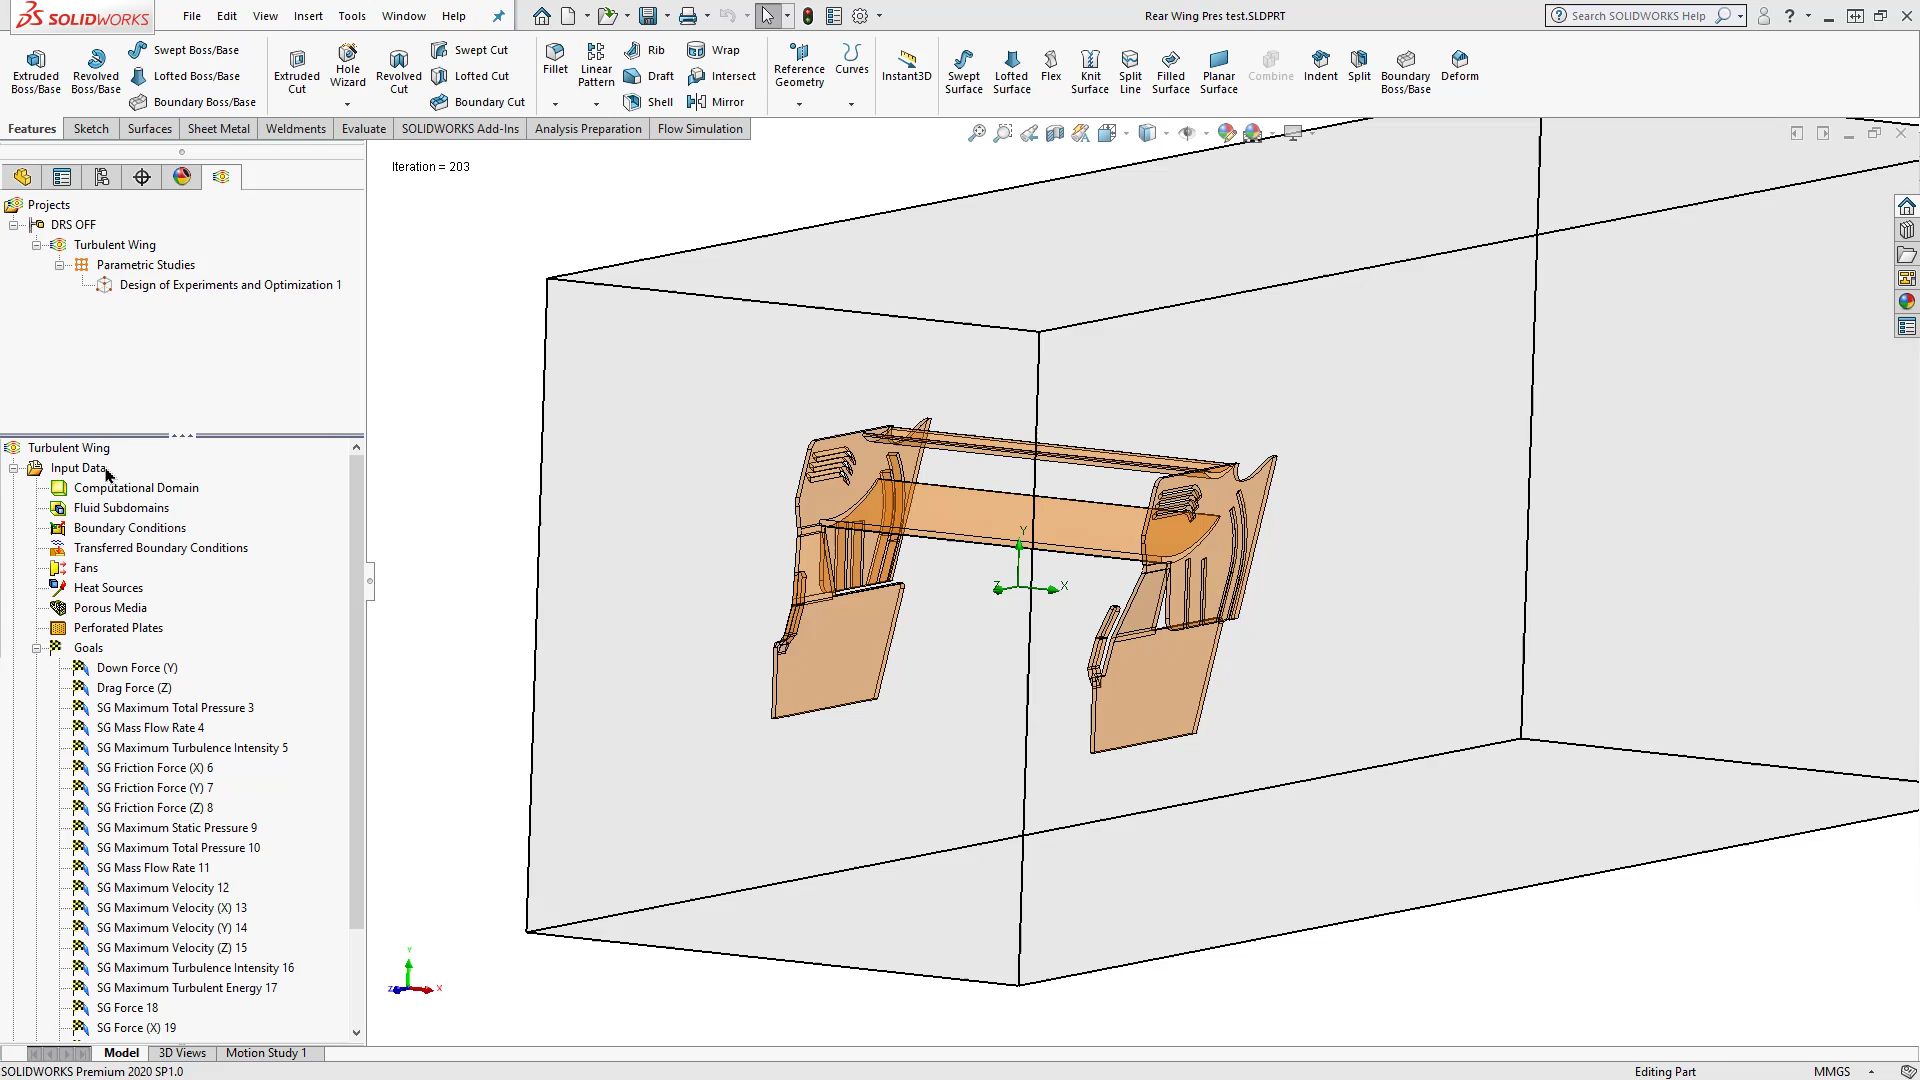 SOLIDWORKS
File Edit View Insert Tools Window Help
Rear Wing Pres test.SLDPRT
Search SOLIDWORKS Help
Extruded Boss/Base
Revolved Boss/Base
Swept Boss/Base
Lofted Boss/Base
Boundary Boss/Base
Extruded Cut
Hole Wizard
Revolved Cut
Swept Cut
Lofted Cut
Boundary Cut
Fillet
Linear Pattern
Rib
Draft
Shell
Wrap
Intersect
Mirror
Reference Geometry
Curves
Instant3D
Swept Surface
Lofted Surface
Flex
Knit Surface
Split Line
Filled Surface
Planar Surface
Combine
Indent
Split
Boundary Boss/Base
Deform
Features Sketch Surfaces Sheet Metal Weldments Evaluate SOLIDWORKS Add-Ins Analysis Preparation Flow Simulation
Iteration = 203
Projects
DRS OFF
Turbulent Wing
Parametric Studies
Design of Experiments and Optimization 1
Turbulent Wing
Input Data
Computational Domain
Fluid Subdomains
Boundary Conditions
Transferred Boundary Conditions
Fans
Heat Sources
Porous Media
Perforated Plates
Goals
Down Force (Y)
Drag Force (Z)
SG Maximum Total Pressure 3
SG Mass Flow Rate 4
SG Maximum Turbulence Intensity 5
SG Friction Force (X) 6
SG Friction Force (Y) 7
SG Friction Force (Z) 8
SG Maximum Static Pressure 9
SG Maximum Total Pressure 10
SG Mass Flow Rate 11
SG Maximum Velocity 12
SG Maximum Velocity (X) 13
SG Maximum Velocity (Y) 14
SG Maximum Velocity (Z) 15
SG Maximum Turbulence Intensity 16
SG Maximum Turbulent Energy 17
SG Force 18
SG Force (X) 19
Y
Z
X
Y
Z
X
Model 3D Views Motion Study 1
SOLIDWORKS Premium 2020 SP1.0
Editing Part
MMGS